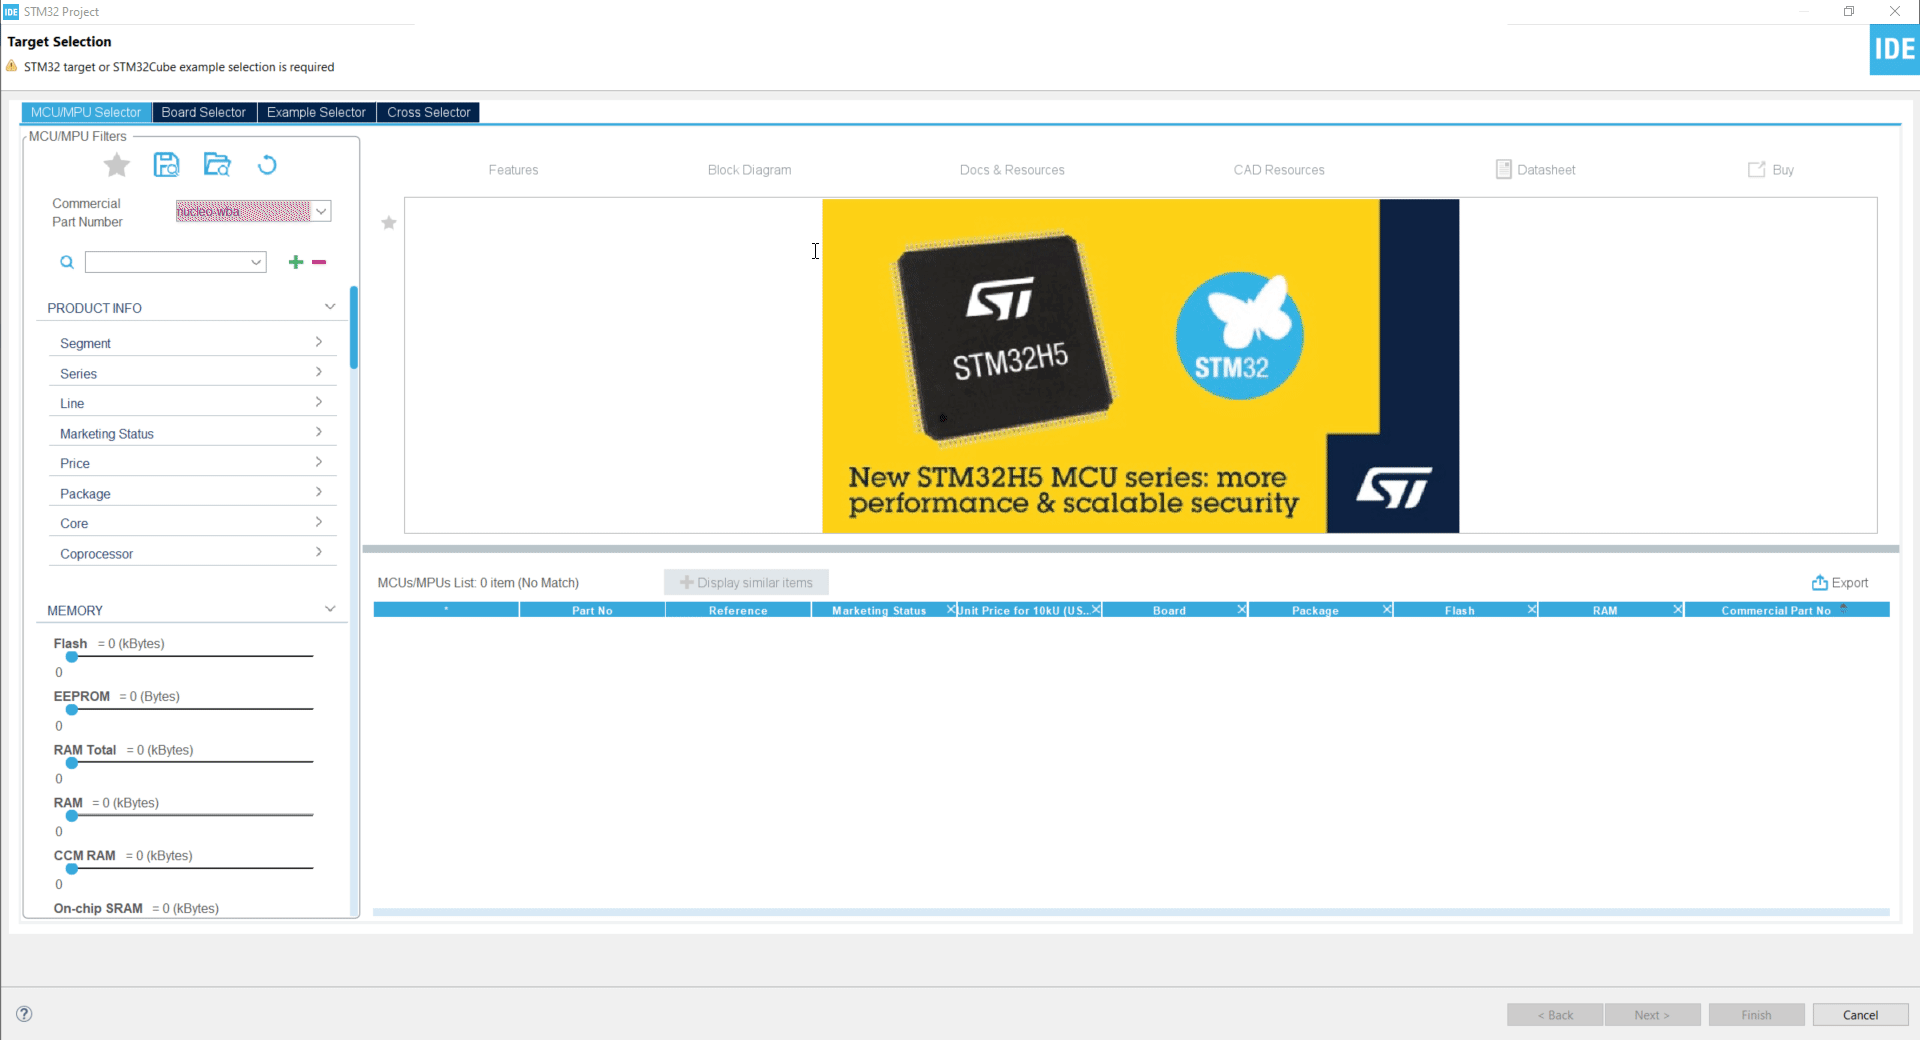 IDE STM32 Project
Target Selection
STM32 target or STM32Cube example selection is required
IDE
MCU/MPU Selector Board Selector Example Selector Cross Selector
MCU/MPU Filters
Commercial
Part Number
nucleo-wba
PRODUCT INFO
Segment
Series
Line
Marketing Status
Price
Package
Core
Coprocessor
MEMORY
Flash = 0 (kBytes)
0
EEPROM = 0 (Bytes)
0
RAM Total = 0 (kBytes)
0
RAM = 0 (kBytes)
0
CCM RAM = 0 (kBytes)
0
On-chip SRAM = 0 (kBytes)
Features Block Diagram Docs & Resources CAD Resources Datasheet Buy
ST
STM32H5
STM32
New STM32H5 MCU series: more
performance & scalable security
ST
MCUs/MPUs List: 0 item (No Match) Display similar items Export
* Part No Reference Marketing Status Unit Price for 10kU (US... Board Package Flash RAM Commercial Part No
? < Back Next > Finish Cancel